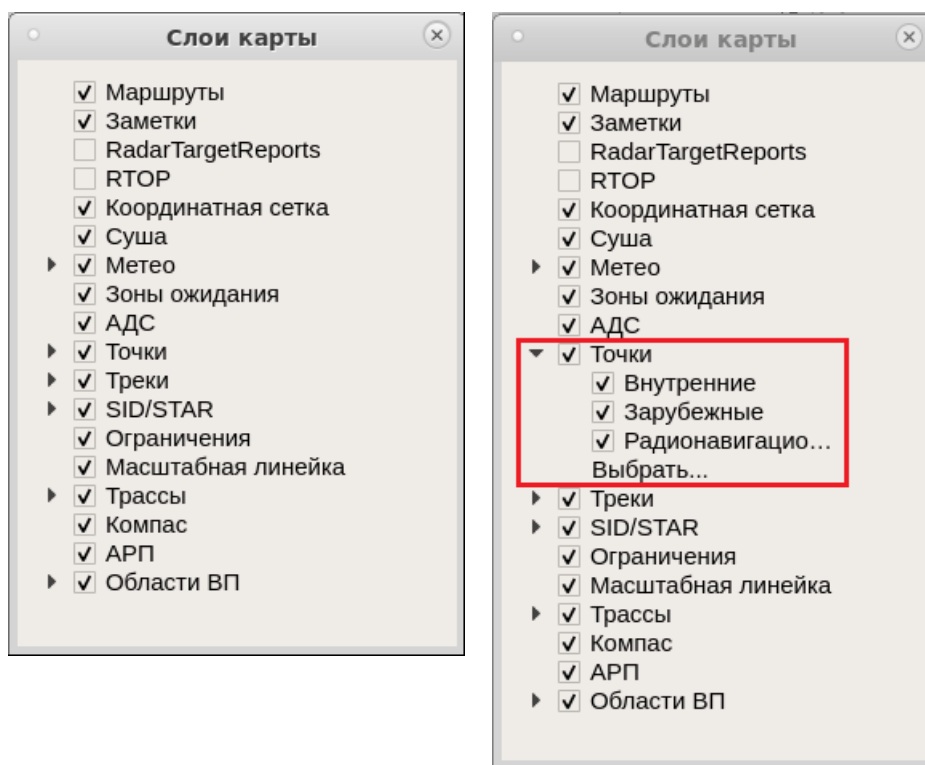 Слои карты
Маршруты
Заметки
RadarTargetReports
RTOP
Координатная сетка
Суша
Метео
Зоны ожидания
АДС
Точки
Треки
SID/STAR
Ограничения
Масштабная линейка
Трассы
Компас
АРП
Области ВП
Слои карты
Маршруты
Заметки
RadarTargetReports
RTOP
Координатная сетка
Суша
Метео
Зоны ожидания
АДС
Точки
Внутренние
Зарубежные
Радионавигацио...
Выбрать...
Треки
SID/STAR
Ограничения
Масштабная линейка
Трассы
Компас
АРП
Области ВП